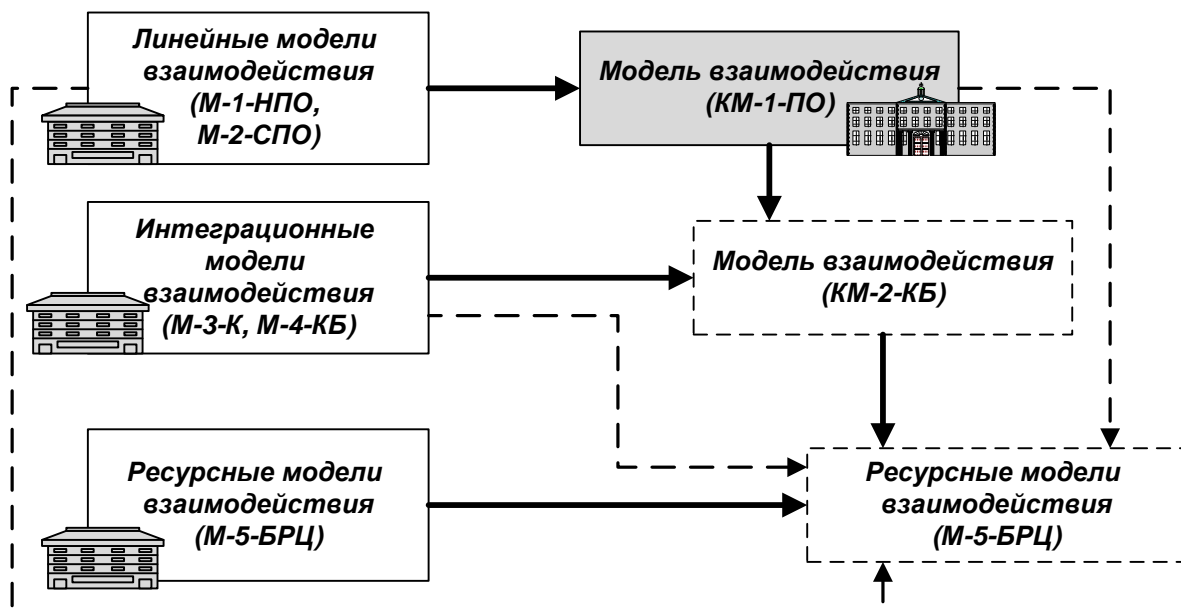 Линейные модели
взаимодействия
(М-1-НПО,
М-2-СПО)
Модель взаимодействия
(КМ-1-ПО)
Интеграционные
модели
взаимодействия
(М-3-К, М-4-КБ)
Модель взаимодействия
(КМ-2-КБ)
Ресурсные модели
взаимодействия
(М-5-БРЦ)
Ресурсные модели
взаимодействия
(М-5-БРЦ)